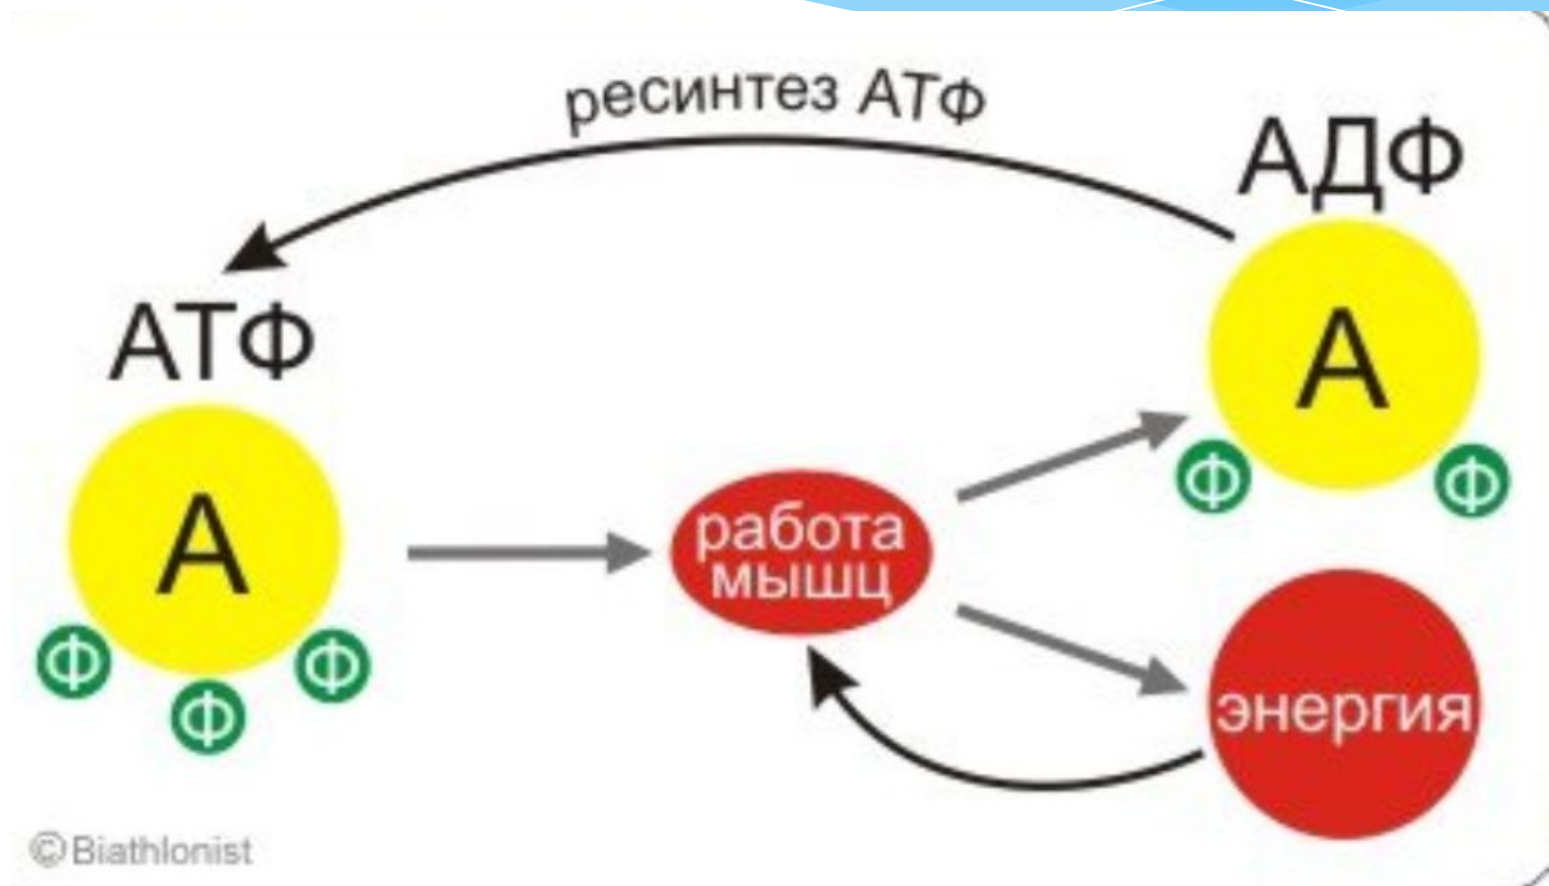 ресинтез АТФ
АДФ
А
Ф Ф
АТФ
А
Ф Ф Ф
работа
мышц
энергия
©Biathlonist